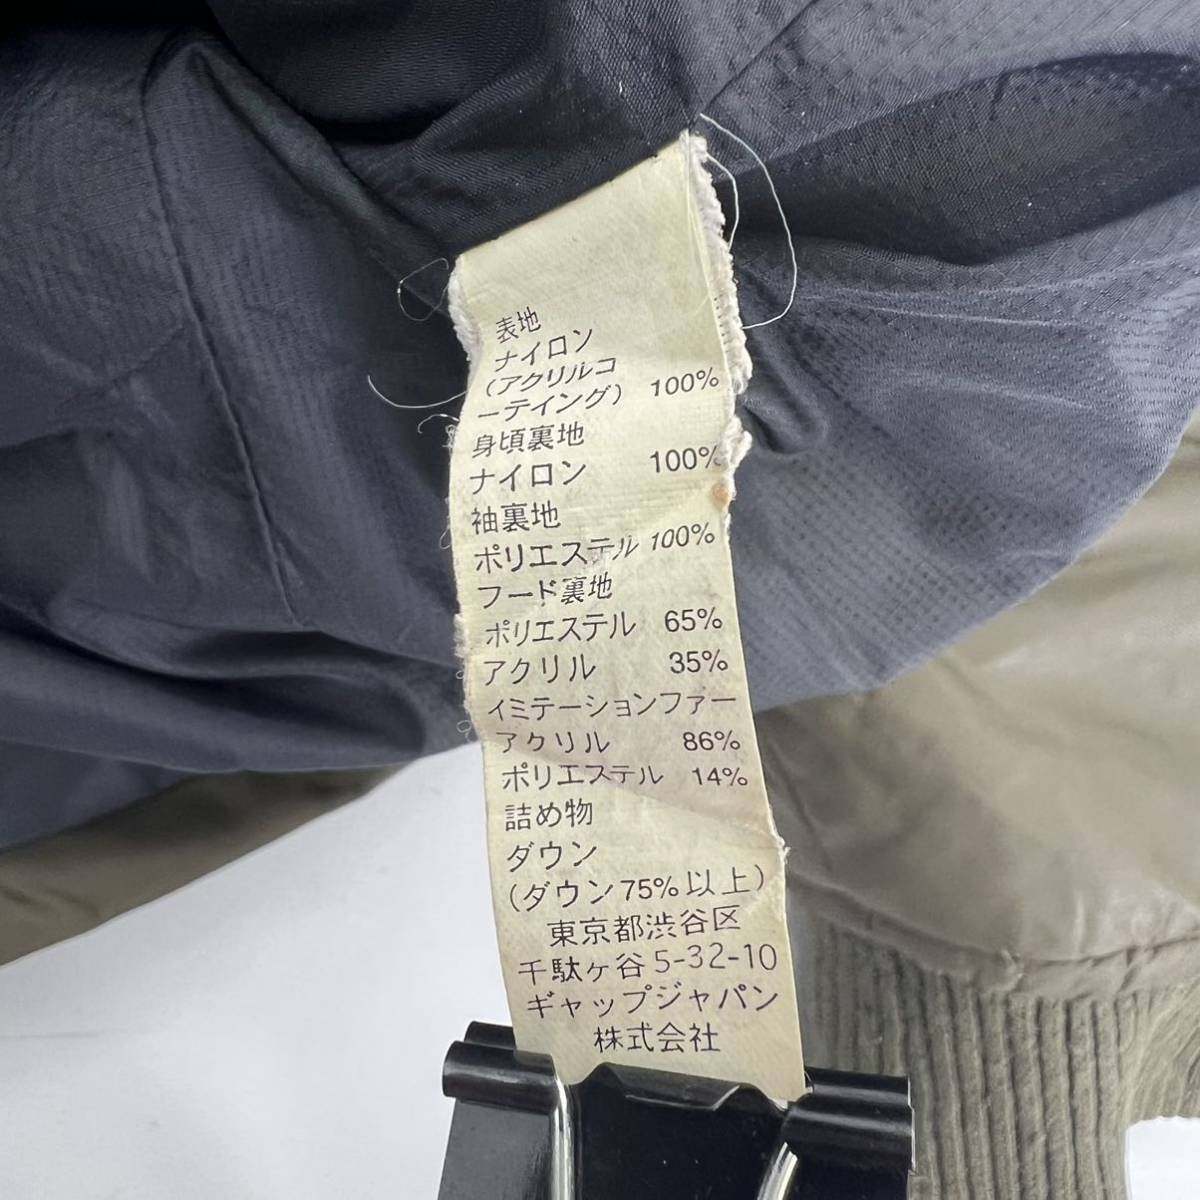 表地
ナイロン
(アクリルコ
ーティング) 100%
身頃裏地
ナイロン 100%
袖裏地
ポリエステル 100%
フード裏地
ポリエステル 65%
アクリル 35%
イミテーションファー
アクリル 86%
ポリエステル 14%
詰め物
ダウン
(ダウン75%以上)
東京都渋谷区
千駄ヶ谷5-32-10
ギャップジャパン
株式会社